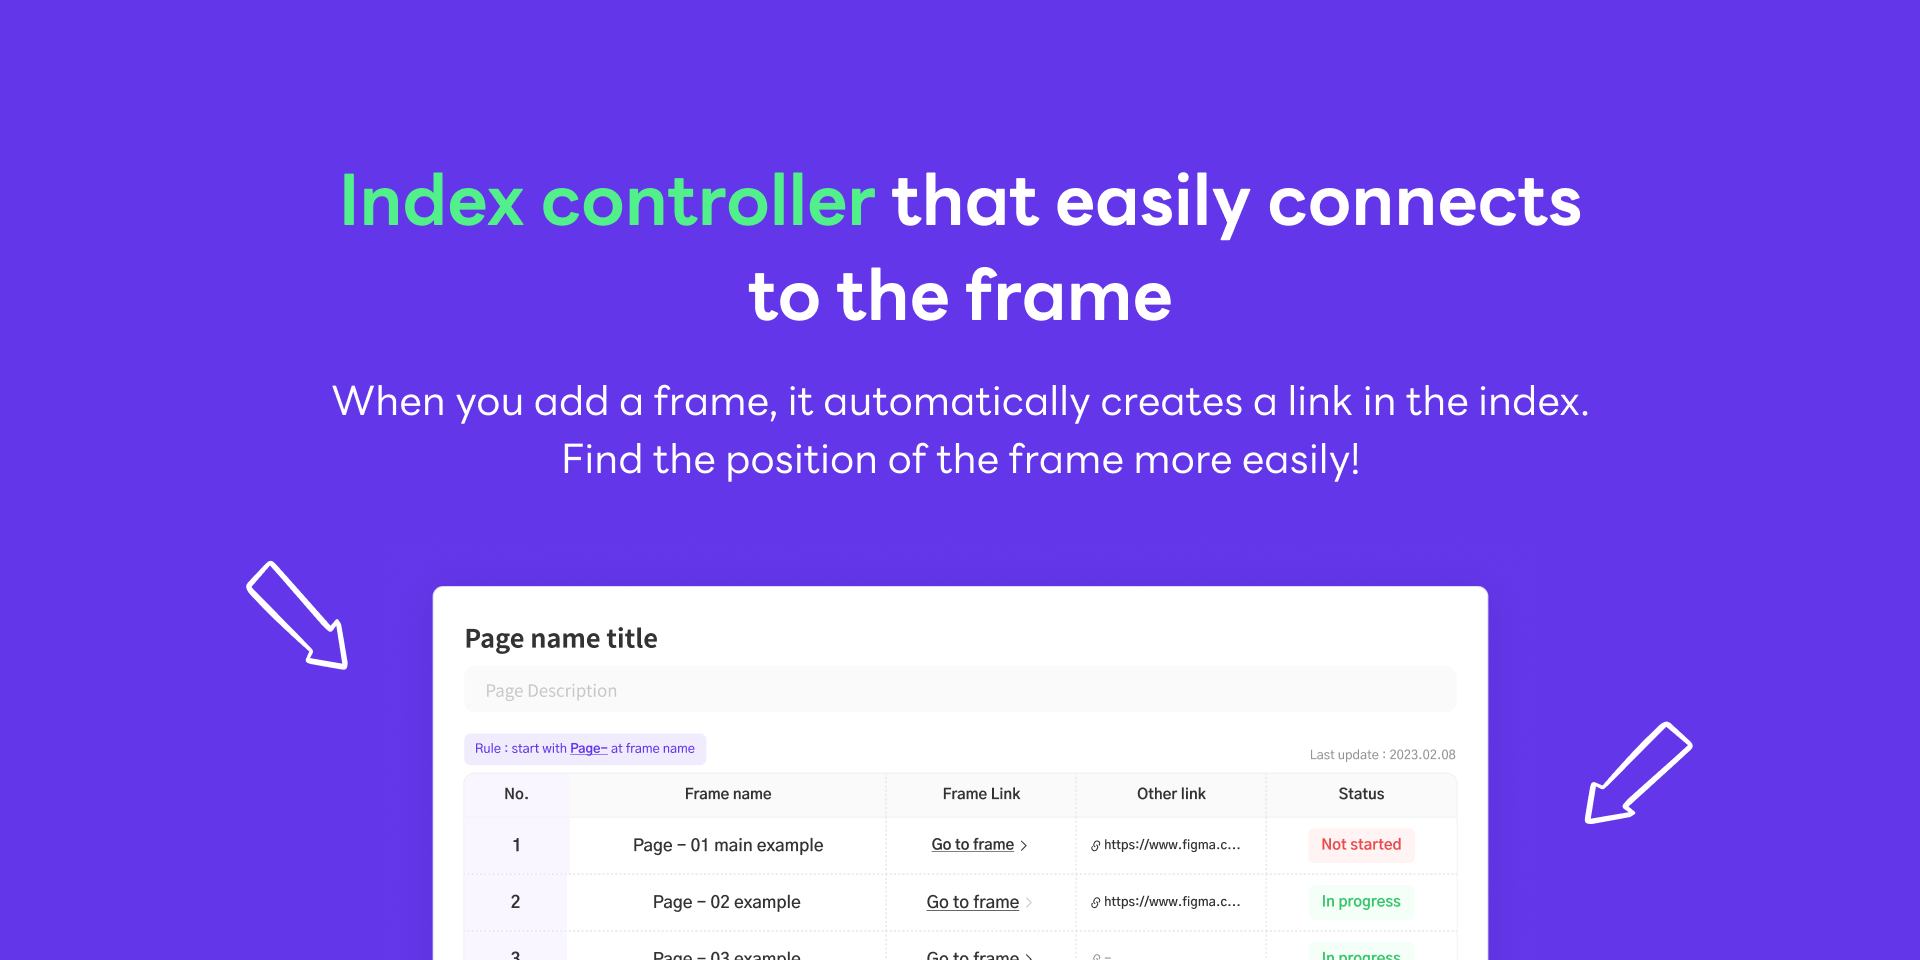 Index controller that easily connects
to the frame
When you add a frame, it automatically creates a link in the index.
Find the position of the frame more easily!
Page name title
Page Description
Rule : start with Page- at frame name
Last update : 2023.02.08
No. Frame name Frame Link Other link Status
1 Page - 01 main example Go to frame > https://www.figma.c... Not started
2 Page - 02 example Go to frame > https://www.figma.c... In progress
3 Page - 03 example Go to frame > - In progress